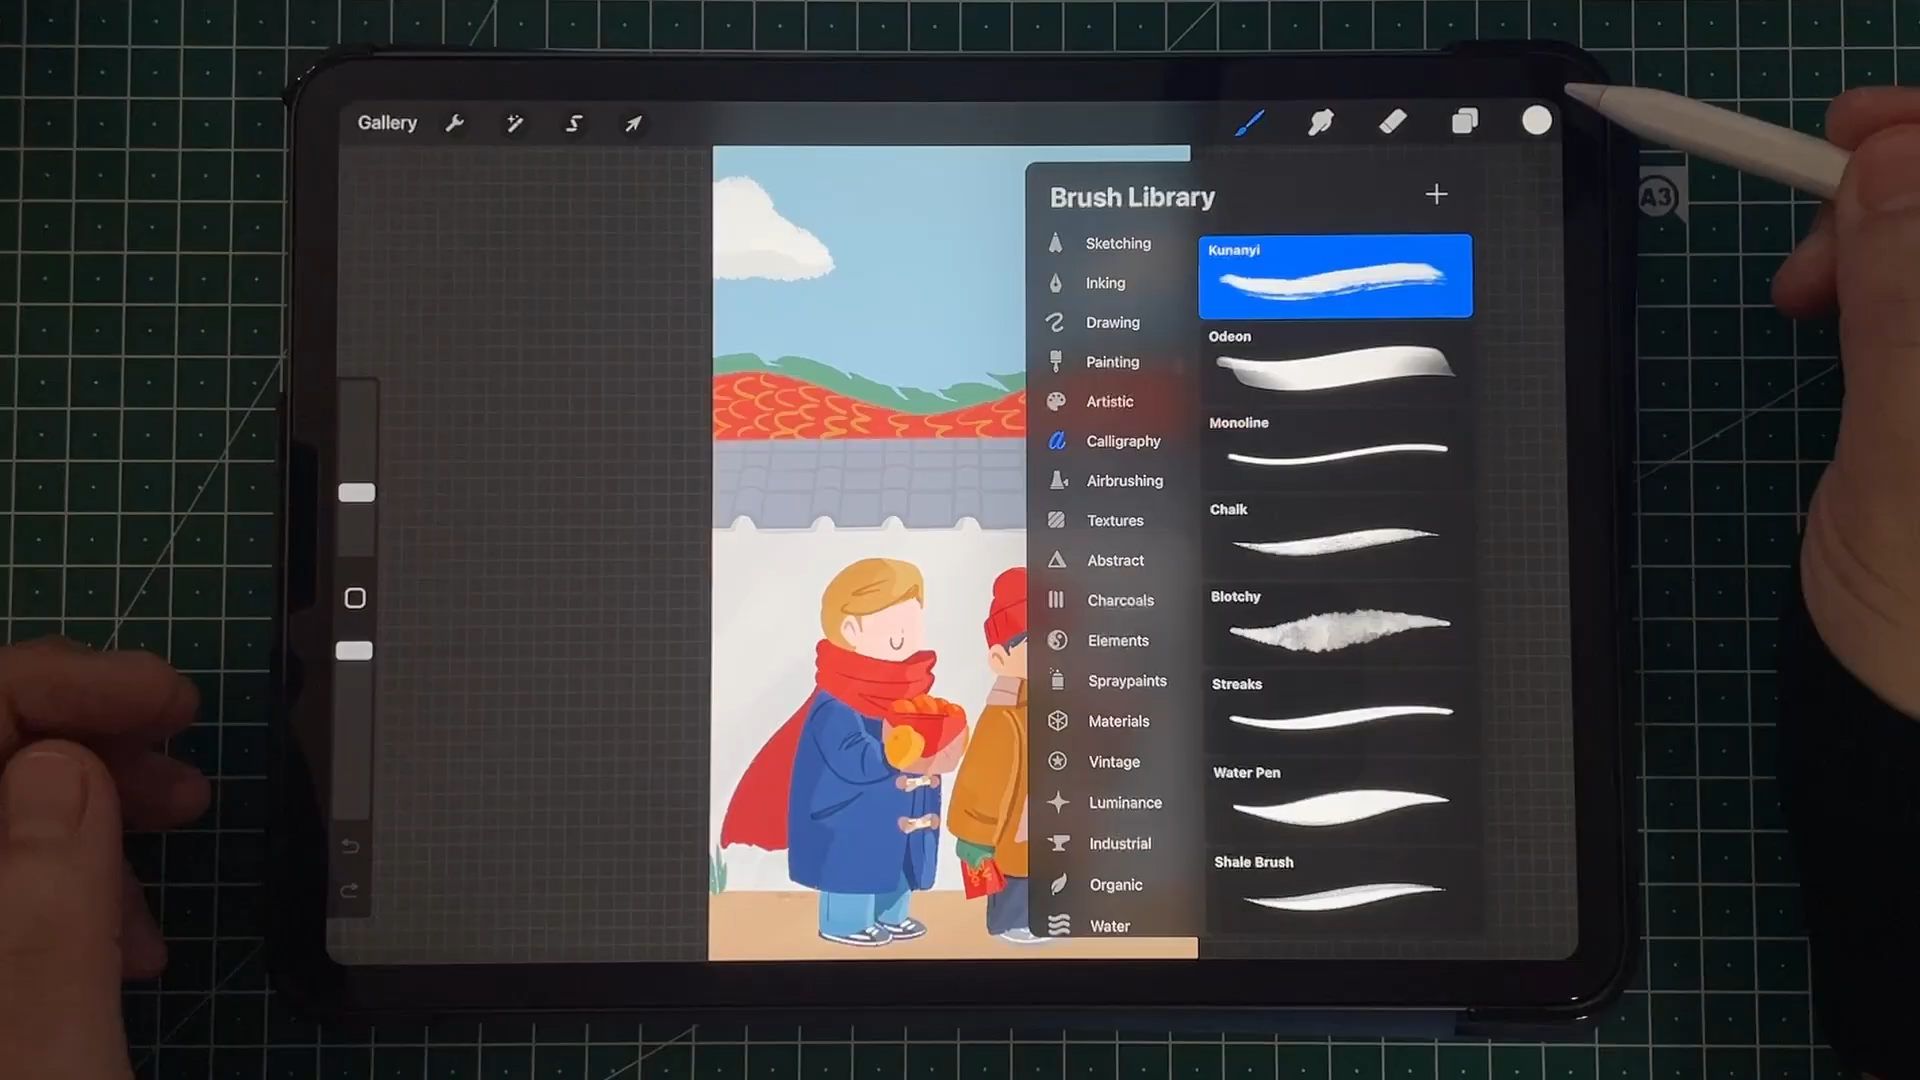 Gallery
Brush Library
Sketching
Inking
Drawing
Painting
Artistic
Calligraphy
Airbrushing
Textures
Abstract
Charcoals
Elements
Spraypaints
Materials
Vintage
Luminance
Industrial
Organic
Water
Kunanyi
Odeon
Monoline
Chalk
Blotchy
Streaks
Water Pen
Shale Brush
A3